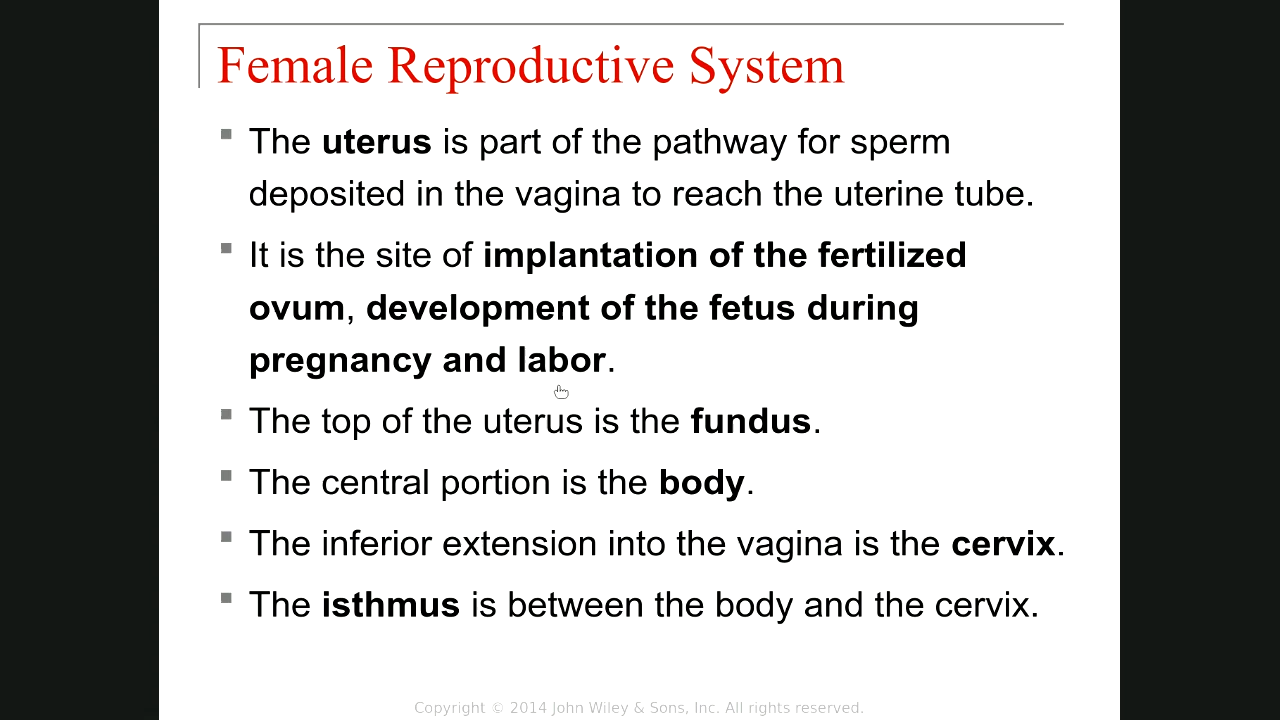 Female Reproductive System
The uterus is part of the pathway for sperm
deposited in the vagina to reach the uterine tube.
It is the site of implantation of the fertilized
ovum, development of the fetus during
pregnancy and labor.
The top of the uterus is the fundus.
The central portion is the body.
The inferior extension into the vagina is the cervix.
The isthmus is between the body and the cervix.
Copyright © 2014 John Wiley & Sons, Inc. All rights reserved.